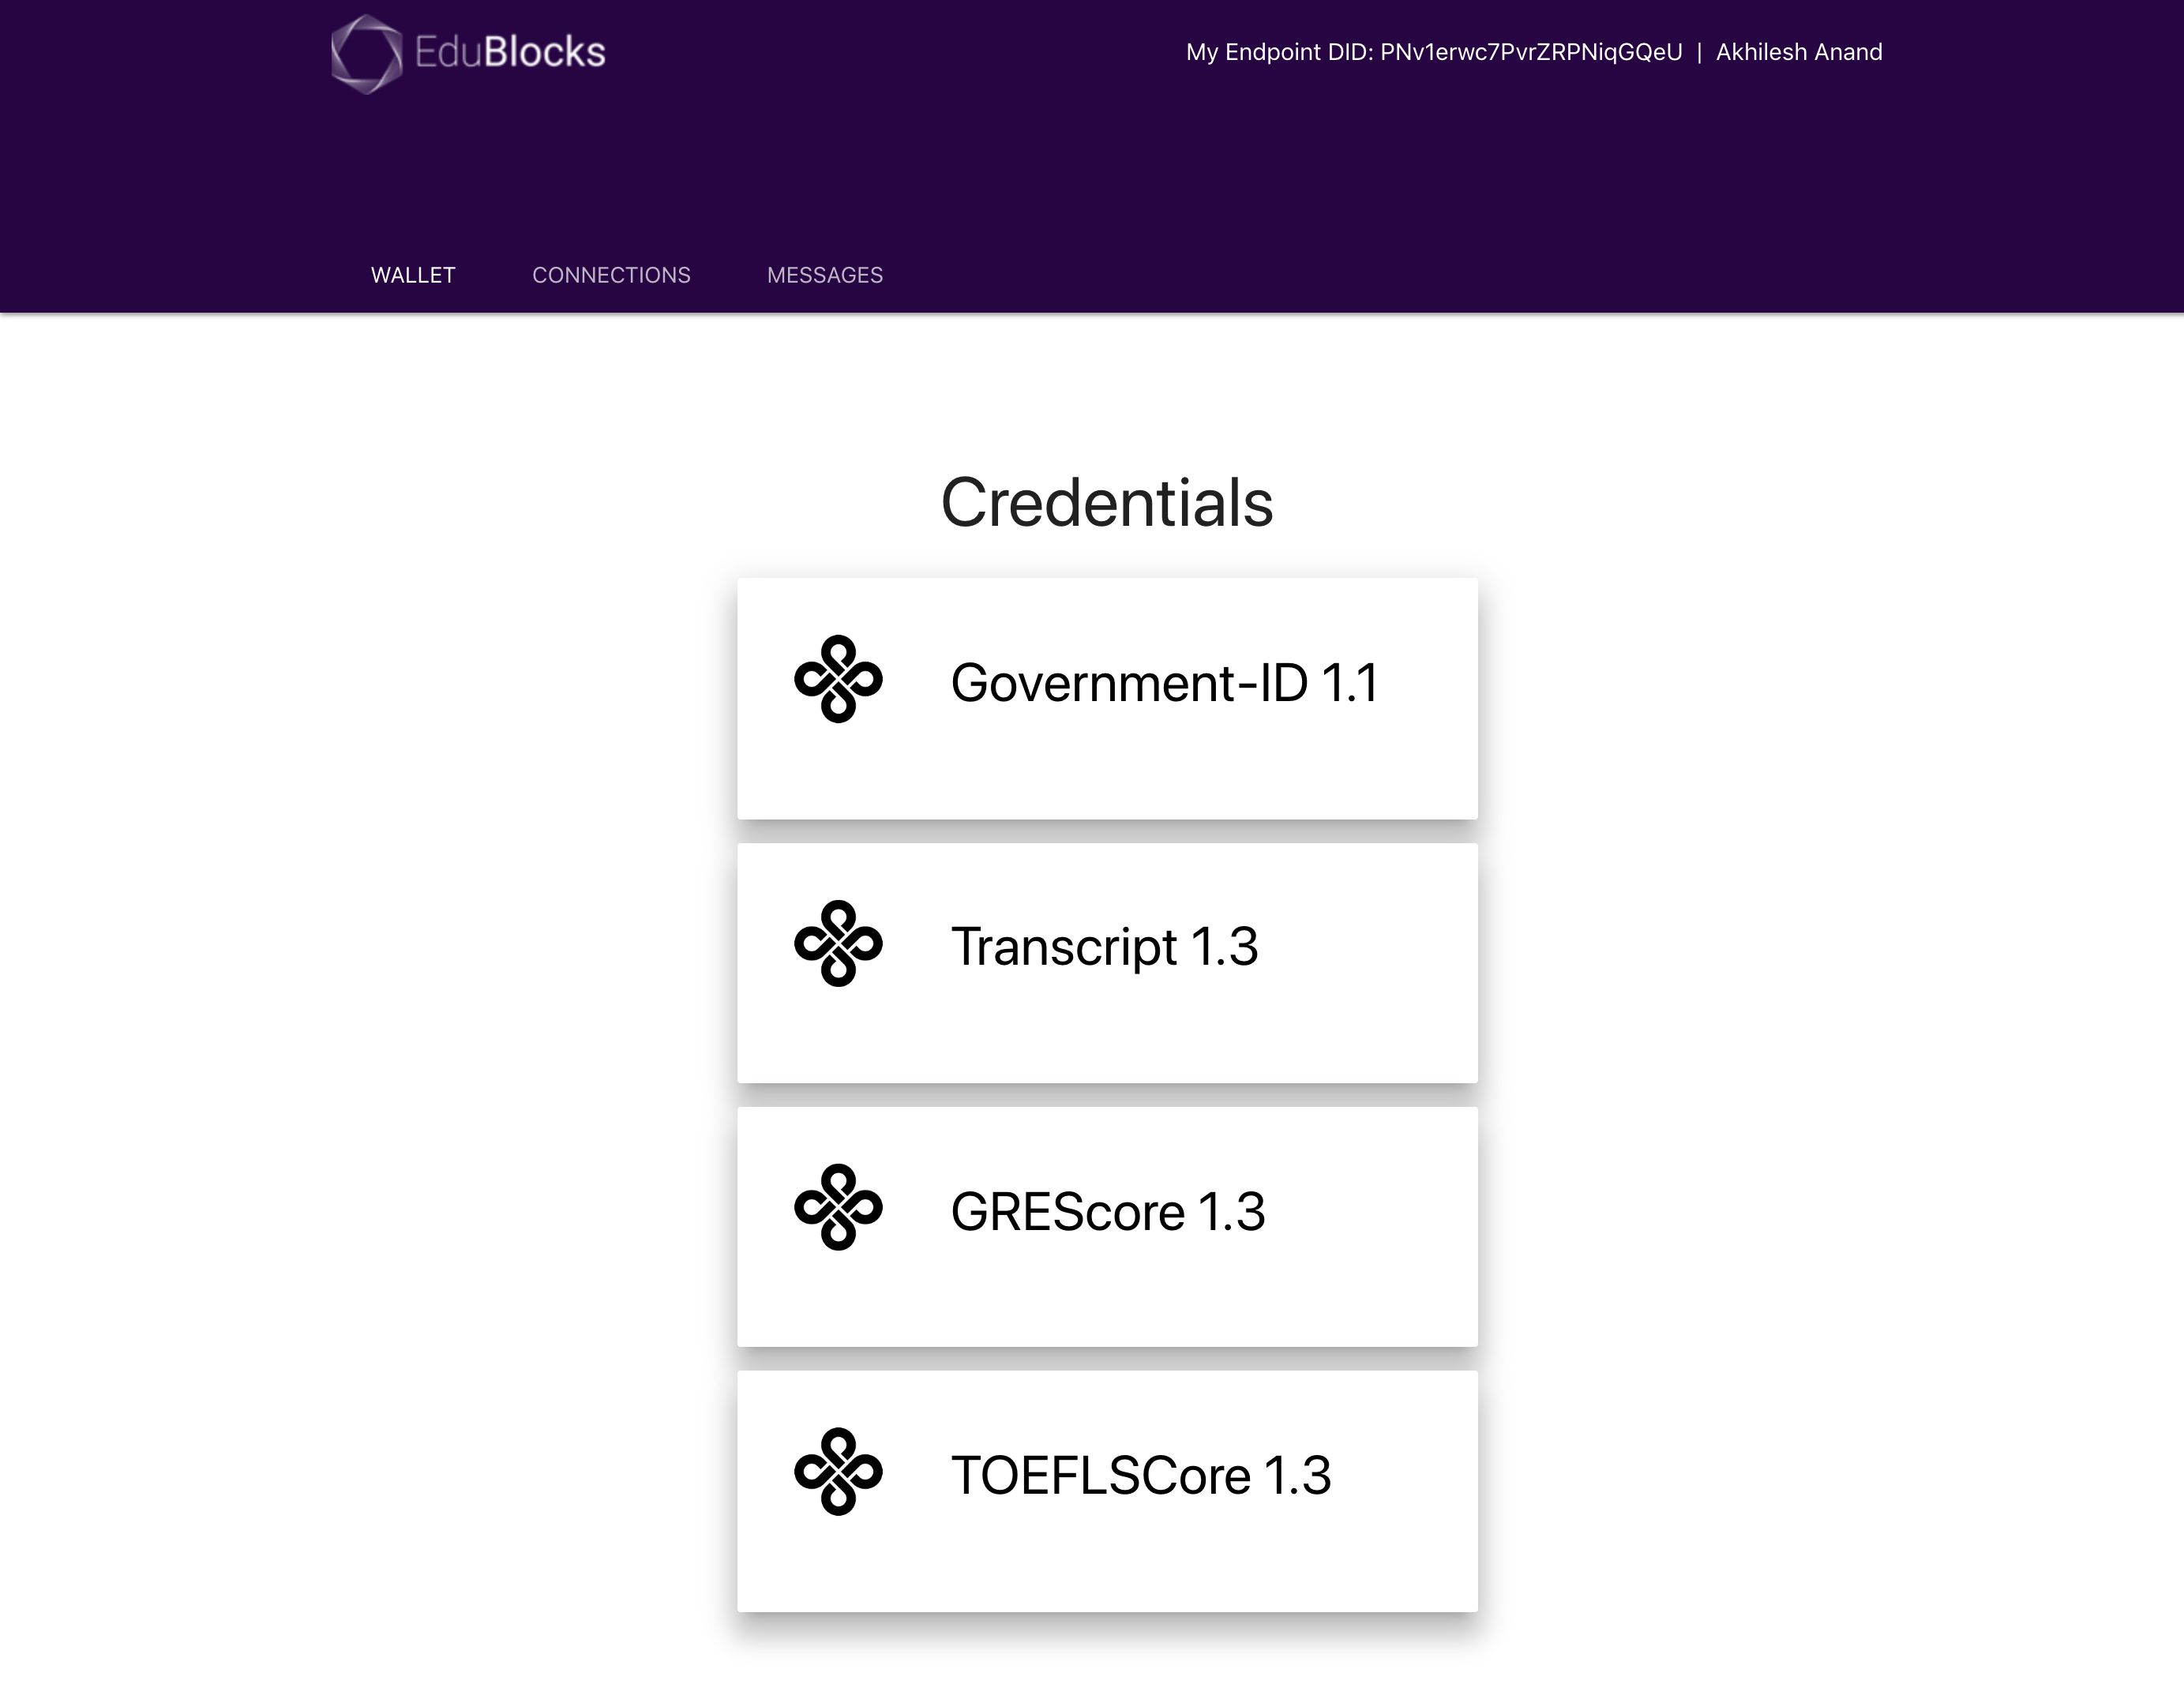 EduBlocks
My Endpoint DID: PNv1erwc7PvrZRPNiqGQeU | Akhilesh Anand
WALLET CONNECTIONS MESSAGES
Credentials
Government-ID 1.1
Transcript 1.3
GREScore 1.3
TOEFLSCore 1.3